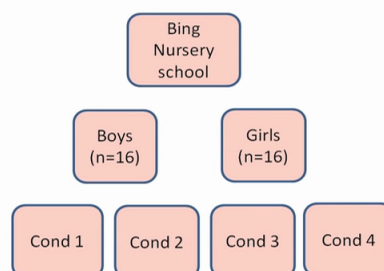 Bing
Nursery
school
Boys
(n=16)
Girls
(n=16)
Cond 1
Cond 2
Cond 3
Cond 4